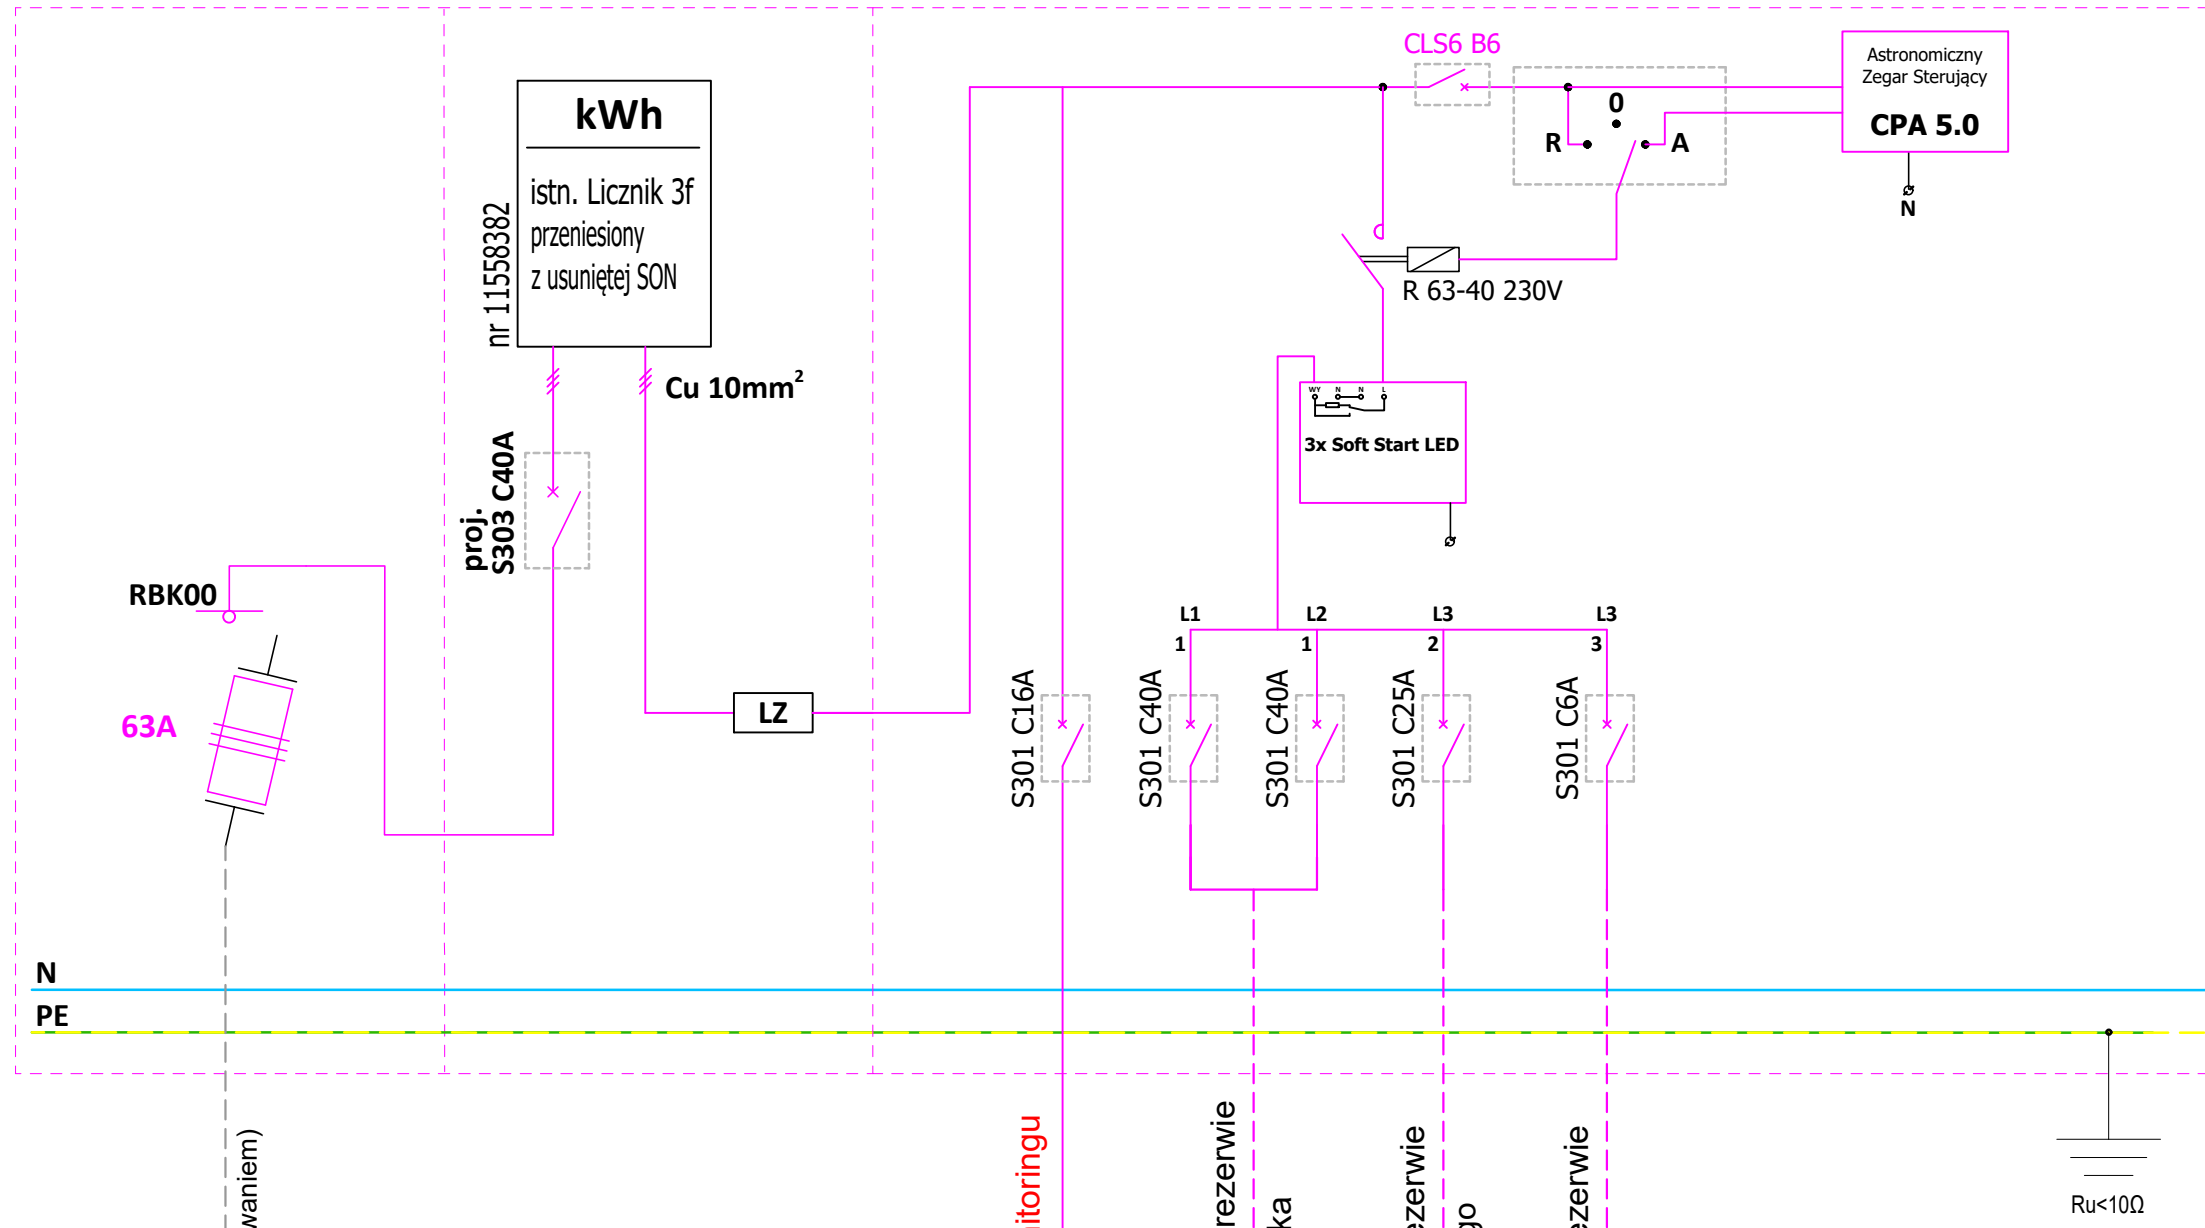 CLS6 B6
Astronomiczny
Zegar Sterujący
CPA 5.0
N
0
R
A
kWh
istn. Licznik 3f
przeniesiony
z usuniętej SON
nr 11558382
Cu 10mm²
R 63-40 230V
WY N N L
3x Soft Start LED
proj.
S303 C40A
RBK00
63A
LZ
L1
L2
L3
L3
1
1
2
3
S301 C16A
S301 C40A
S301 C40A
S301 C25A
S301 C6A
N
PE
waniem)
itoringu
rezerwie
ka
ezerwie
go
ezerwie
Ru<10Ω